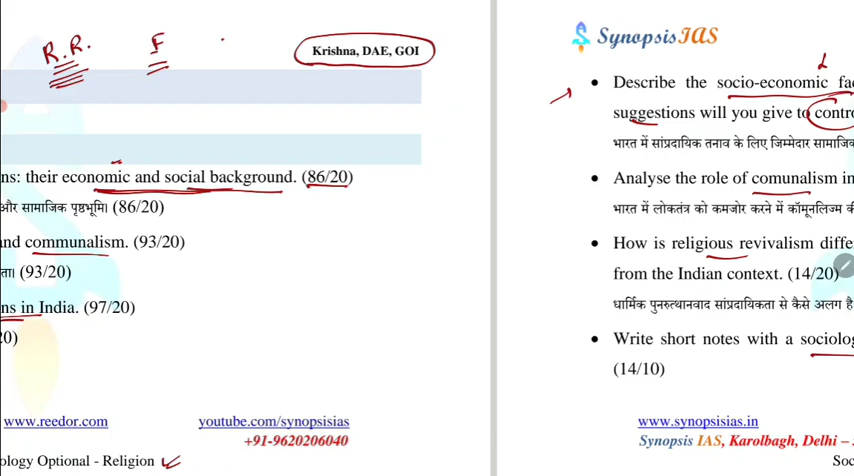 R.R. F
Krishna, DAE, GOI
ns: their economic and social background. (86/20)
और सामाजिक पृष्ठभूमि। (86/20)
and communalism. (93/20)
ता। (93/20)
ns in India. (97/20)
20)
www.reedor.com youtube.com/synopsisias
+91-9620206040
ology Optional - Religion
Synopsis IAS
• Describe the socio-economic fa
suggestions will you give to contr
भारत में सांप्रदायिक तनाव के लिए जिम्मेदार सामाजिक
• Analyse the role of comunalism in
भारत में लोकतंत्र को कमजोर करने में कॉमूनलिज्म की
• How is religious revivalism diffe
from the Indian context. (14/20)
धार्मिक पुनरुत्थानवाद सांप्रदायिकता से कैसे अलग है
• Write short notes with a sociolog
(14/10)
www.synopsisias.in
Synopsis IAS, Karolbagh, Delhi –
Soc